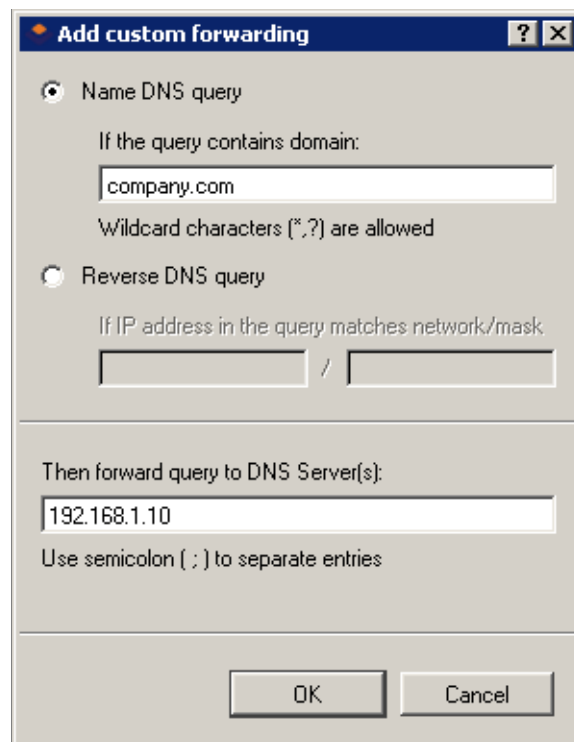 Add custom forwarding
Name DNS query
If the query contains domain:
company.com
Wildcard characters (*,?) are allowed
Reverse DNS query
If IP address in the query matches network/mask
/
Then forward query to DNS Server(s):
192.168.1.10
Use semicolon ( ; ) to separate entries
OK Cancel